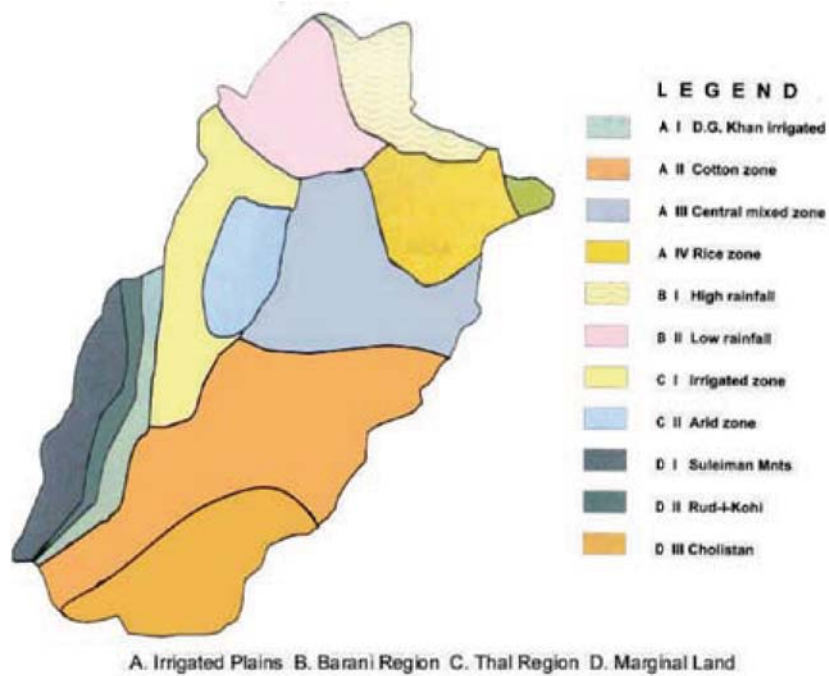 L E G E N D
A I D.G. Khan irrigated
A II Cotton zone
A III Central mixed zone
A IV Rice zone
B I High rainfall
B II Low rainfall
C I Irrigated zone
C II Arid zone
D I Suleiman Mnts
D II Rud-i-Kohi
D III Cholistan
A. Irrigated Plains B. Barani Region C. Thal Region D. Marginal Land